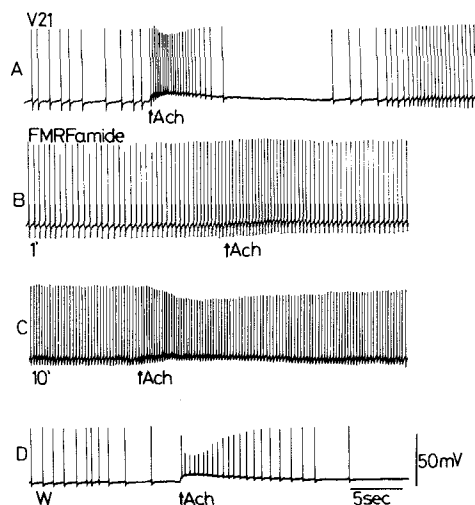 V21
A
↑Ach
FMRFamide
B
1'
↑Ach
C
10'
↑Ach
D
50mV
W
↑Ach
5sec